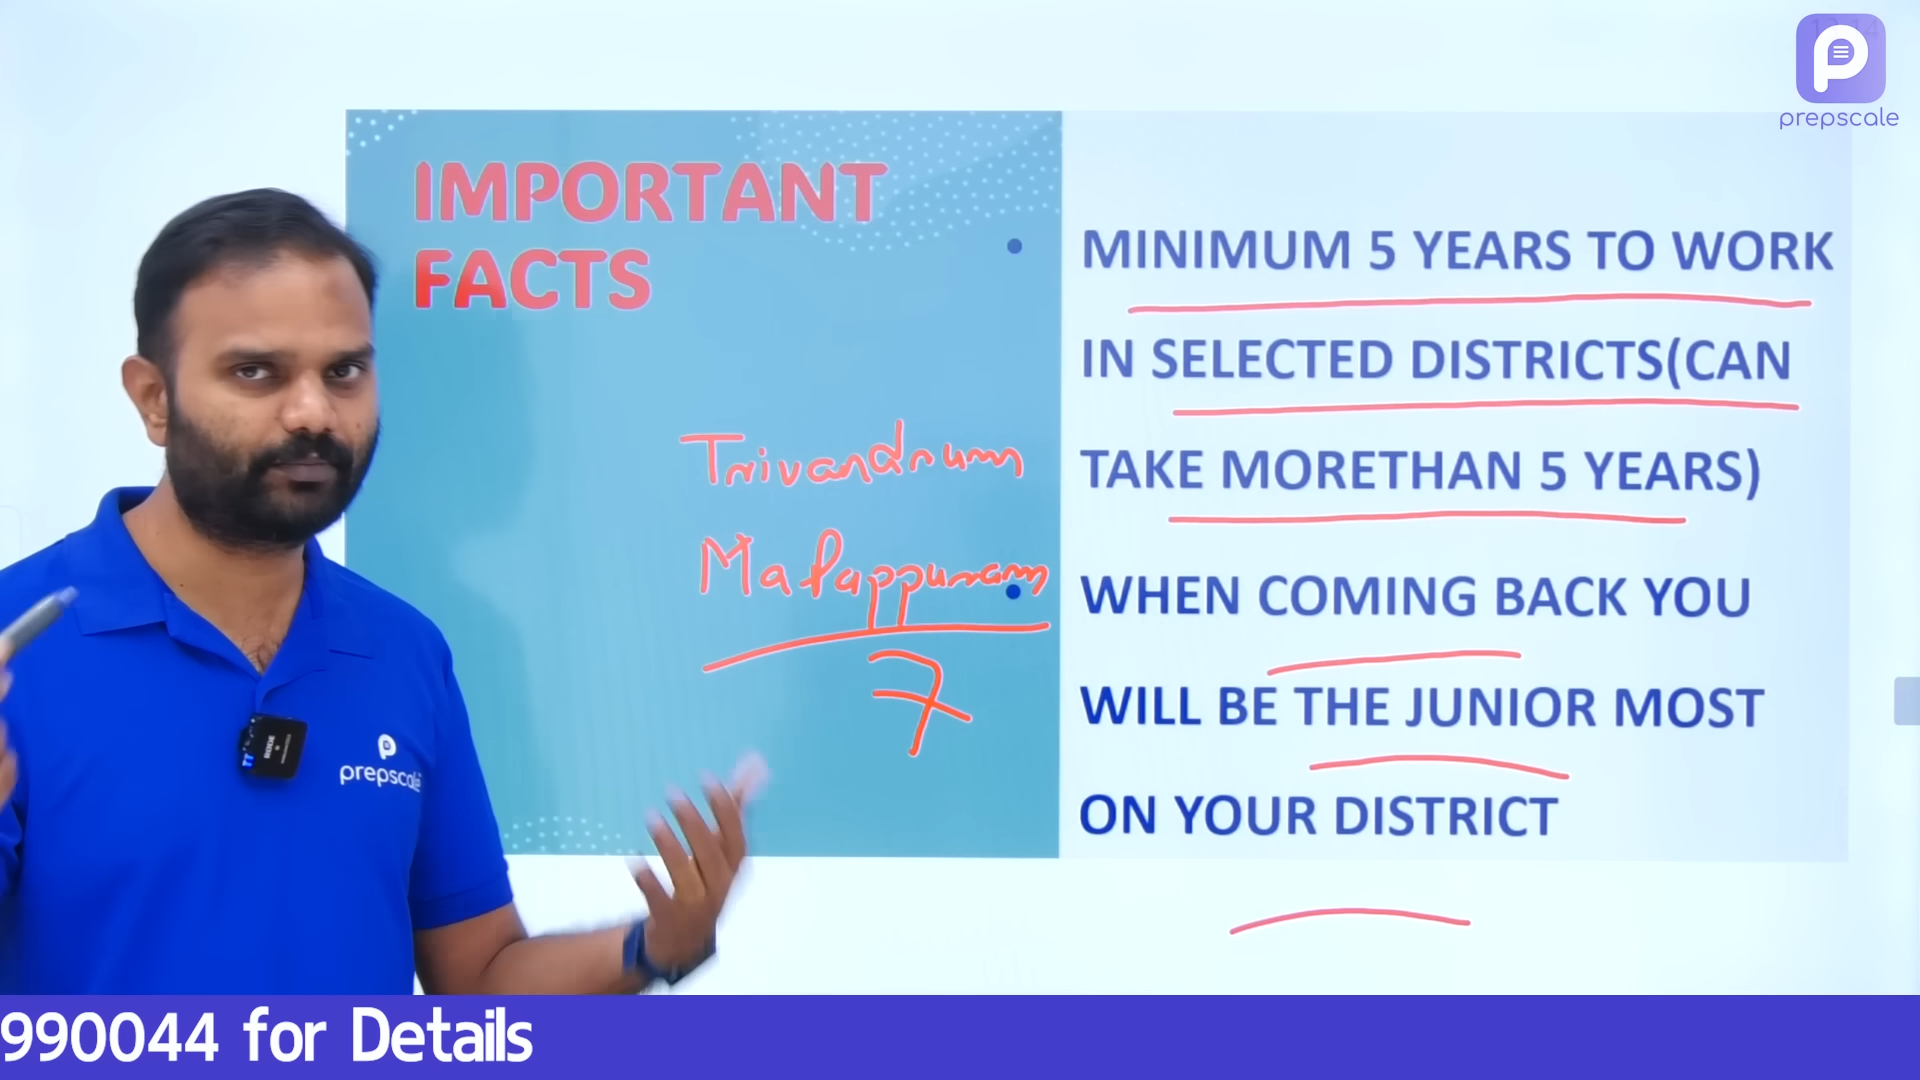 prepscale
IMPORTANT
FACTS
MINIMUM 5 YEARS TO WORK
IN SELECTED DISTRICTS(CAN
TAKE MORETHAN 5 YEARS)
WHEN COMING BACK YOU
WILL BE THE JUNIOR MOST
ON YOUR DISTRICT
Trivandrum
Malappuram
7
RODE
prepscale
990044 for Details